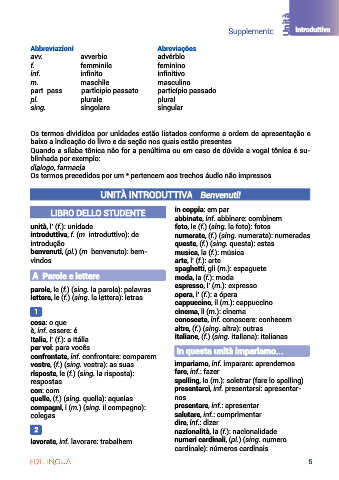 Supplemento
Unità
Introduttiva
Abbreviazioni Abreviações
avv. avverbio advérbio
f. femminile feminino
inf. infinito infinitivo
m. maschile masculino
part pass participio passato particípio passado
pl. plurale plural
sing. singolare singular
Os termos divididos por unidades estão listados conforme a ordem de apresentação e
baixo a indicação do livro e da seção nos quais estão presentes
Quando a sílaba tônica não for a penúltima ou em caso de dúvida a vogal tônica é su-
blinhada por exemplo:
dialogo, farmacia
Os termos precedidos por um * pertencem aos trechos áudio não impressos
UNITÀ INTRODUTTIVA Benvenuti!
LIBRO DELLO STUDENTE
unità, l' (f.): unidade
introduttiva, f. (m introduttivo): de
introdução
benvenuti, (pl.) (m benvenuto): bem-
vindos
A Parole e lettere
parole, le (f.) (sing. la parola): palavras
lettere, le (f.) (sing. la lettera): letras
1
cosa: o que
è, inf. essere: é
Italia, l' (f.): a Itália
per voi: para vocês
confrontate, inf. confrontare: comparem
vostre, (f.) (sing. vostra): as suas
risposte, le (f.) (sing. la risposta):
respostas
con: com
quelle, (f.) (sing. quella): aquelas
compagni, i (m.) (sing. il compagno):
colegas
2
lavorate, inf. lavorare: trabalhem
in coppia: em par
abbinate, inf. abbinare: combinem
foto, le (f.) (sing. la foto): fotos
numerate, (f.) (sing. numerata): numeradas
queste, (f.) (sing. questa): estas
musica, la (f.): música
arte, l' (f.): arte
spaghetti, gli (m.): espaguete
moda, la (f.): moda
espresso, l' (m.): expresso
opera, l' (f.): a ópera
cappuccino, il (m.): cappuccino
cinema, il (m.): cinema
conoscete, inf. conoscere: conhecem
altre, (f.) (sing. altra): outras
italiane, (f.) (sing. italiana): italianas
In questa unità impariamo...
impariamo, inf. imparare: aprendemos
fare, inf.: fazer
spelling, lo (m.): soletrar (fare lo spelling)
presentarci, inf. presentarsi: apresentar-
nos
presentare, inf.: apresentar
salutare, inf.: cumprimentar
dire, inf.: dizer
nazionalità, la (f.): nacionalidade
numeri cardinali, (pl.) (sing. numero
cardinale): números cardinais
5